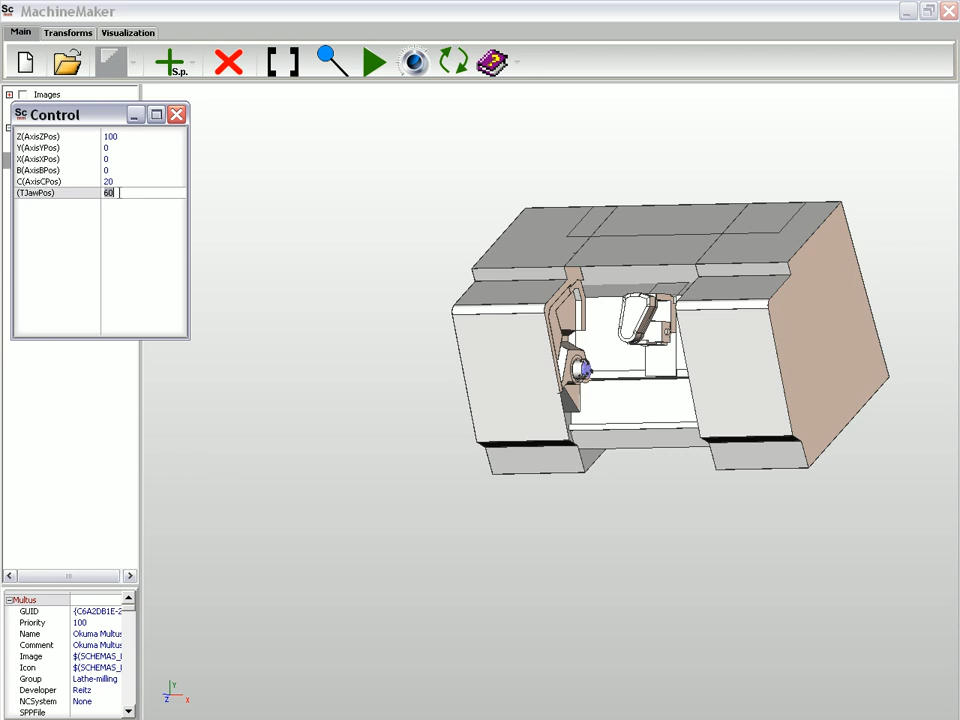 Sc MachineMaker
Main Transforms Visualization
S.p.
Images
Sc Control
Z(AxisZPos) 100
Y(AxisYPos) 0
X(AxisXPos) 0
B(AxisBPos) 0
C(AxisCPos) 20
(TJawPos) 60
Multus
GUID {C6A2DB1E-2
Priority 100
Name Okuma Multus
Comment Okuma Multus
Image $(SCHEMAS_
Icon $(SCHEMAS_
Group Lathe-milling
Developer Reitz
NCSystem None
SPPFile
Y
Z X